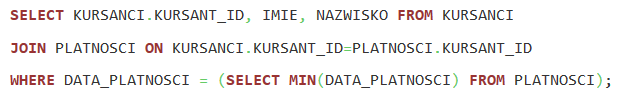 SELECT KURSANCI.KURSANT_ID, IMIE, NAZWISKO FROM KURSANCI
JOIN PLATNOSCI ON KURSANCI.KURSANT_ID=PLATNOSCI.KURSANT_ID
WHERE DATA_PLATNOSCI = (SELECT MIN(DATA_PLATNOSCI) FROM PLATNOSCI);